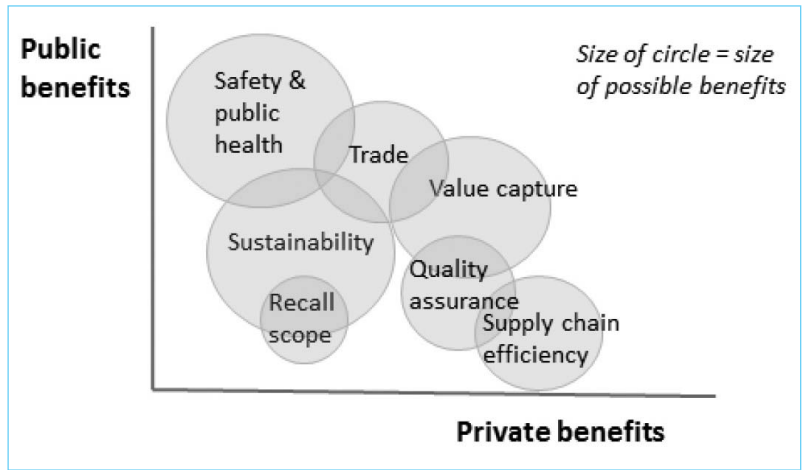 Public
benefits
Size of circle = size
of possible benefits
Safety &
public
health
Trade
Value capture
Sustainability
Quality
assurance
Recall
scope
Supply chain
efficiency
Private benefits